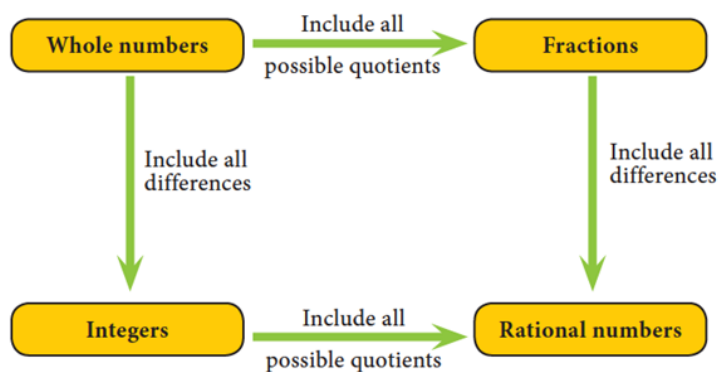 Whole numbers
Include all
possible quotients
Fractions
Include all
differences
Include all
differences
Integers
Include all
possible quotients
Rational numbers